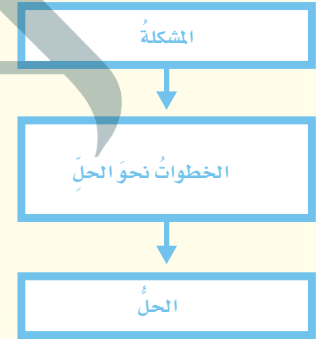 المشكلةُ
الخطواتُ نحوَ الحلِّ
الحلُّ